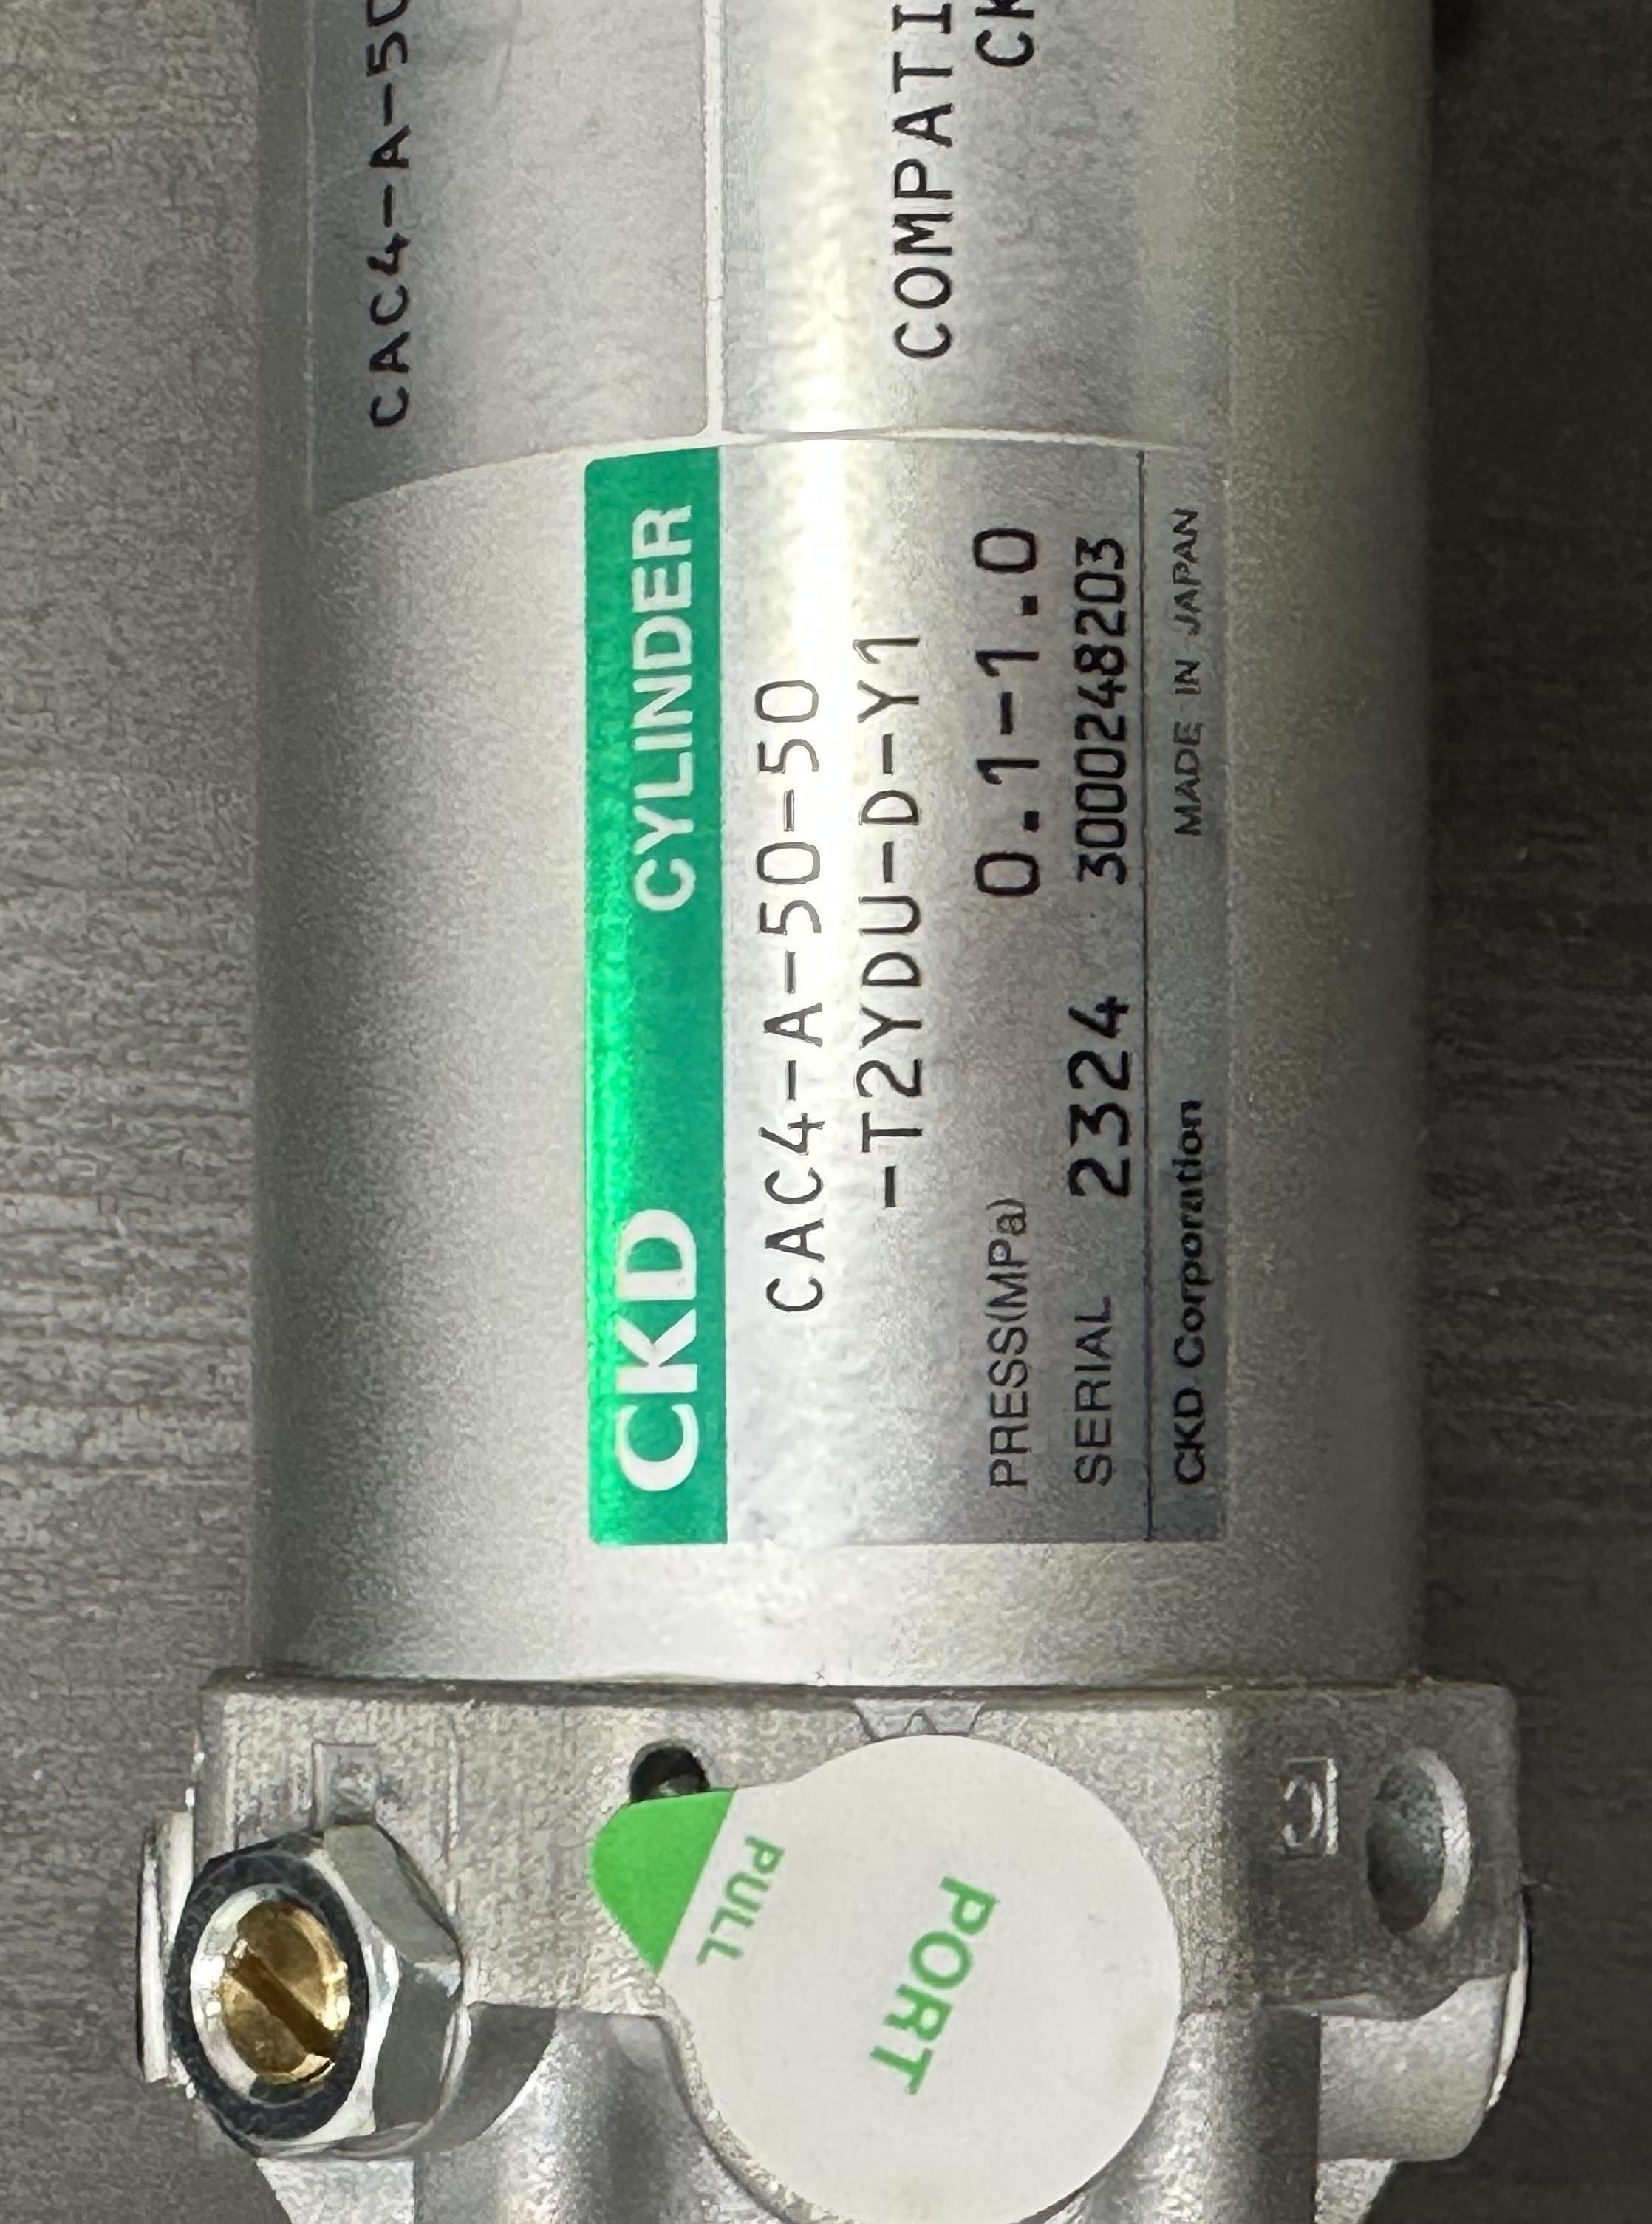 CAC4-A-50
COMPATI
CK
CKD CYLINDER
CAC4-A-50-50
-T2YDU-D-Y1
PRESS(MPa) 0.1-1.0
SERIAL 2324 3000248203
CKD Corporation MADE IN JAPAN
PULL
PORT